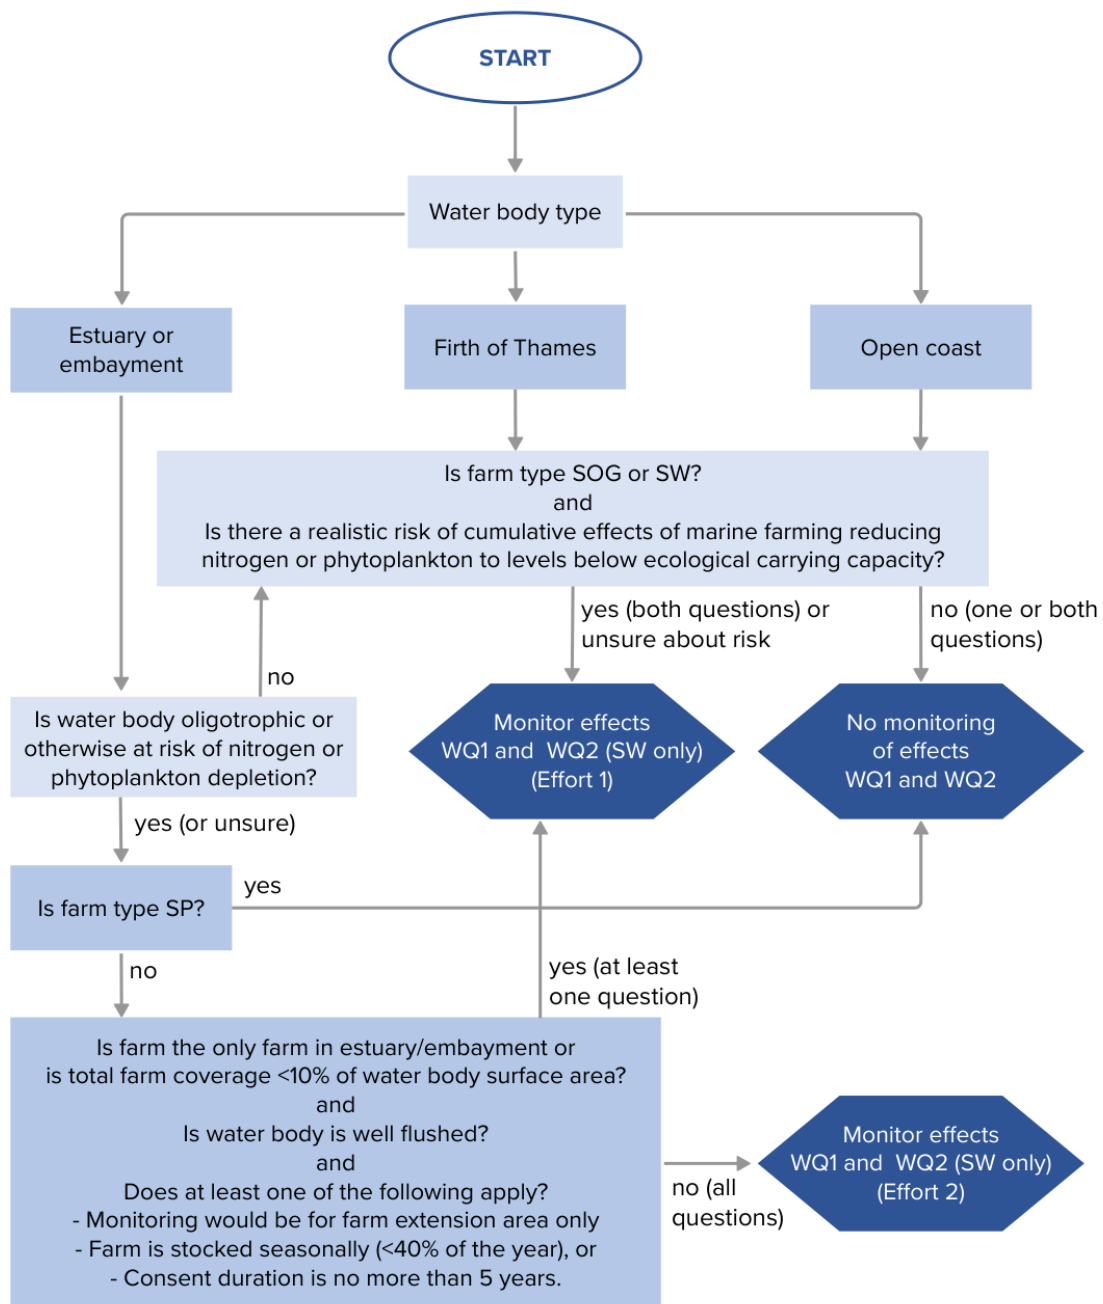 START
Water body type
Estuary or
embayment
Firth of Thames
Open coast
Is farm type SOG or SW?
and
Is there a realistic risk of cumulative effects of marine farming reducing
nitrogen or phytoplankton to levels below ecological carrying capacity?
yes (both questions) or
unsure about risk
no (one or both
questions)
no
Is water body oligotrophic or
otherwise at risk of nitrogen or
phytoplankton depletion?
Monitor effects
WQ1 and WQ2 (SW only)
(Effort 1)
No monitoring
of effects
WQ1 and WQ2
yes (or unsure)
Is farm type SP?
yes
no
yes (at least
one question)
Is farm the only farm in estuary/embayment or
is total farm coverage <10% of water body surface area?
and
Is water body is well flushed?
and
Does at least one of the following apply?
- Monitoring would be for farm extension area only
- Farm is stocked seasonally (<40% of the year), or
- Consent duration is no more than 5 years.
no (all
questions)
Monitor effects
WQ1 and WQ2 (SW only)
(Effort 2)